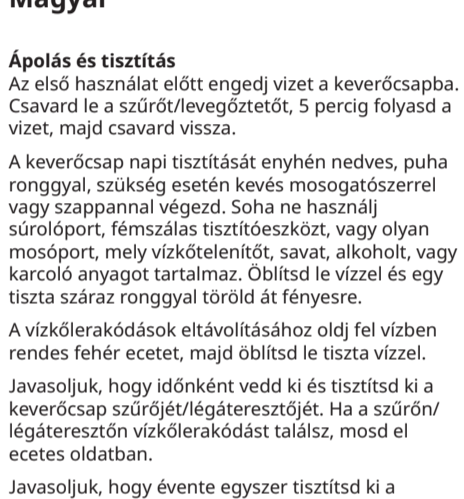 Magyar
Ápolás és tisztítás
Az első használat előtt engedj vizet a keverőcsapba.
Csavard le a szűrőt/levegőztetőt, 5 percig folyasd a
vizet, majd csavard vissza.
A keverőcsap napi tisztítását enyhén nedves, puha
ronggyal, szükség esetén kevés mosogatószerrel
vagy szappannal végezd. Soha ne használj
súrolóport, fémszálas tisztítóeszközt, vagy olyan
mosóport, mely vízkőtelenítőt, savat, alkoholt, vagy
karcoló anyagot tartalmaz. Öblítsd le vízzel és egy
tiszta száraz ronggyal töröld át fényesre.
A vízkőlerakódások eltávolításához oldj fel vízben
rendes fehér ecetet, majd öblítsd le tiszta vízzel.
Javasoljuk, hogy időnként vedd ki és tisztítsd ki a
keverőcsap szűrőjét/légáteresztőjét. Ha a szűrőn/
légáteresztőn vízkőlerakódást találsz, mosd el
ecetes oldatban.
Javasoljuk, hogy évente egyszer tisztítsd ki a